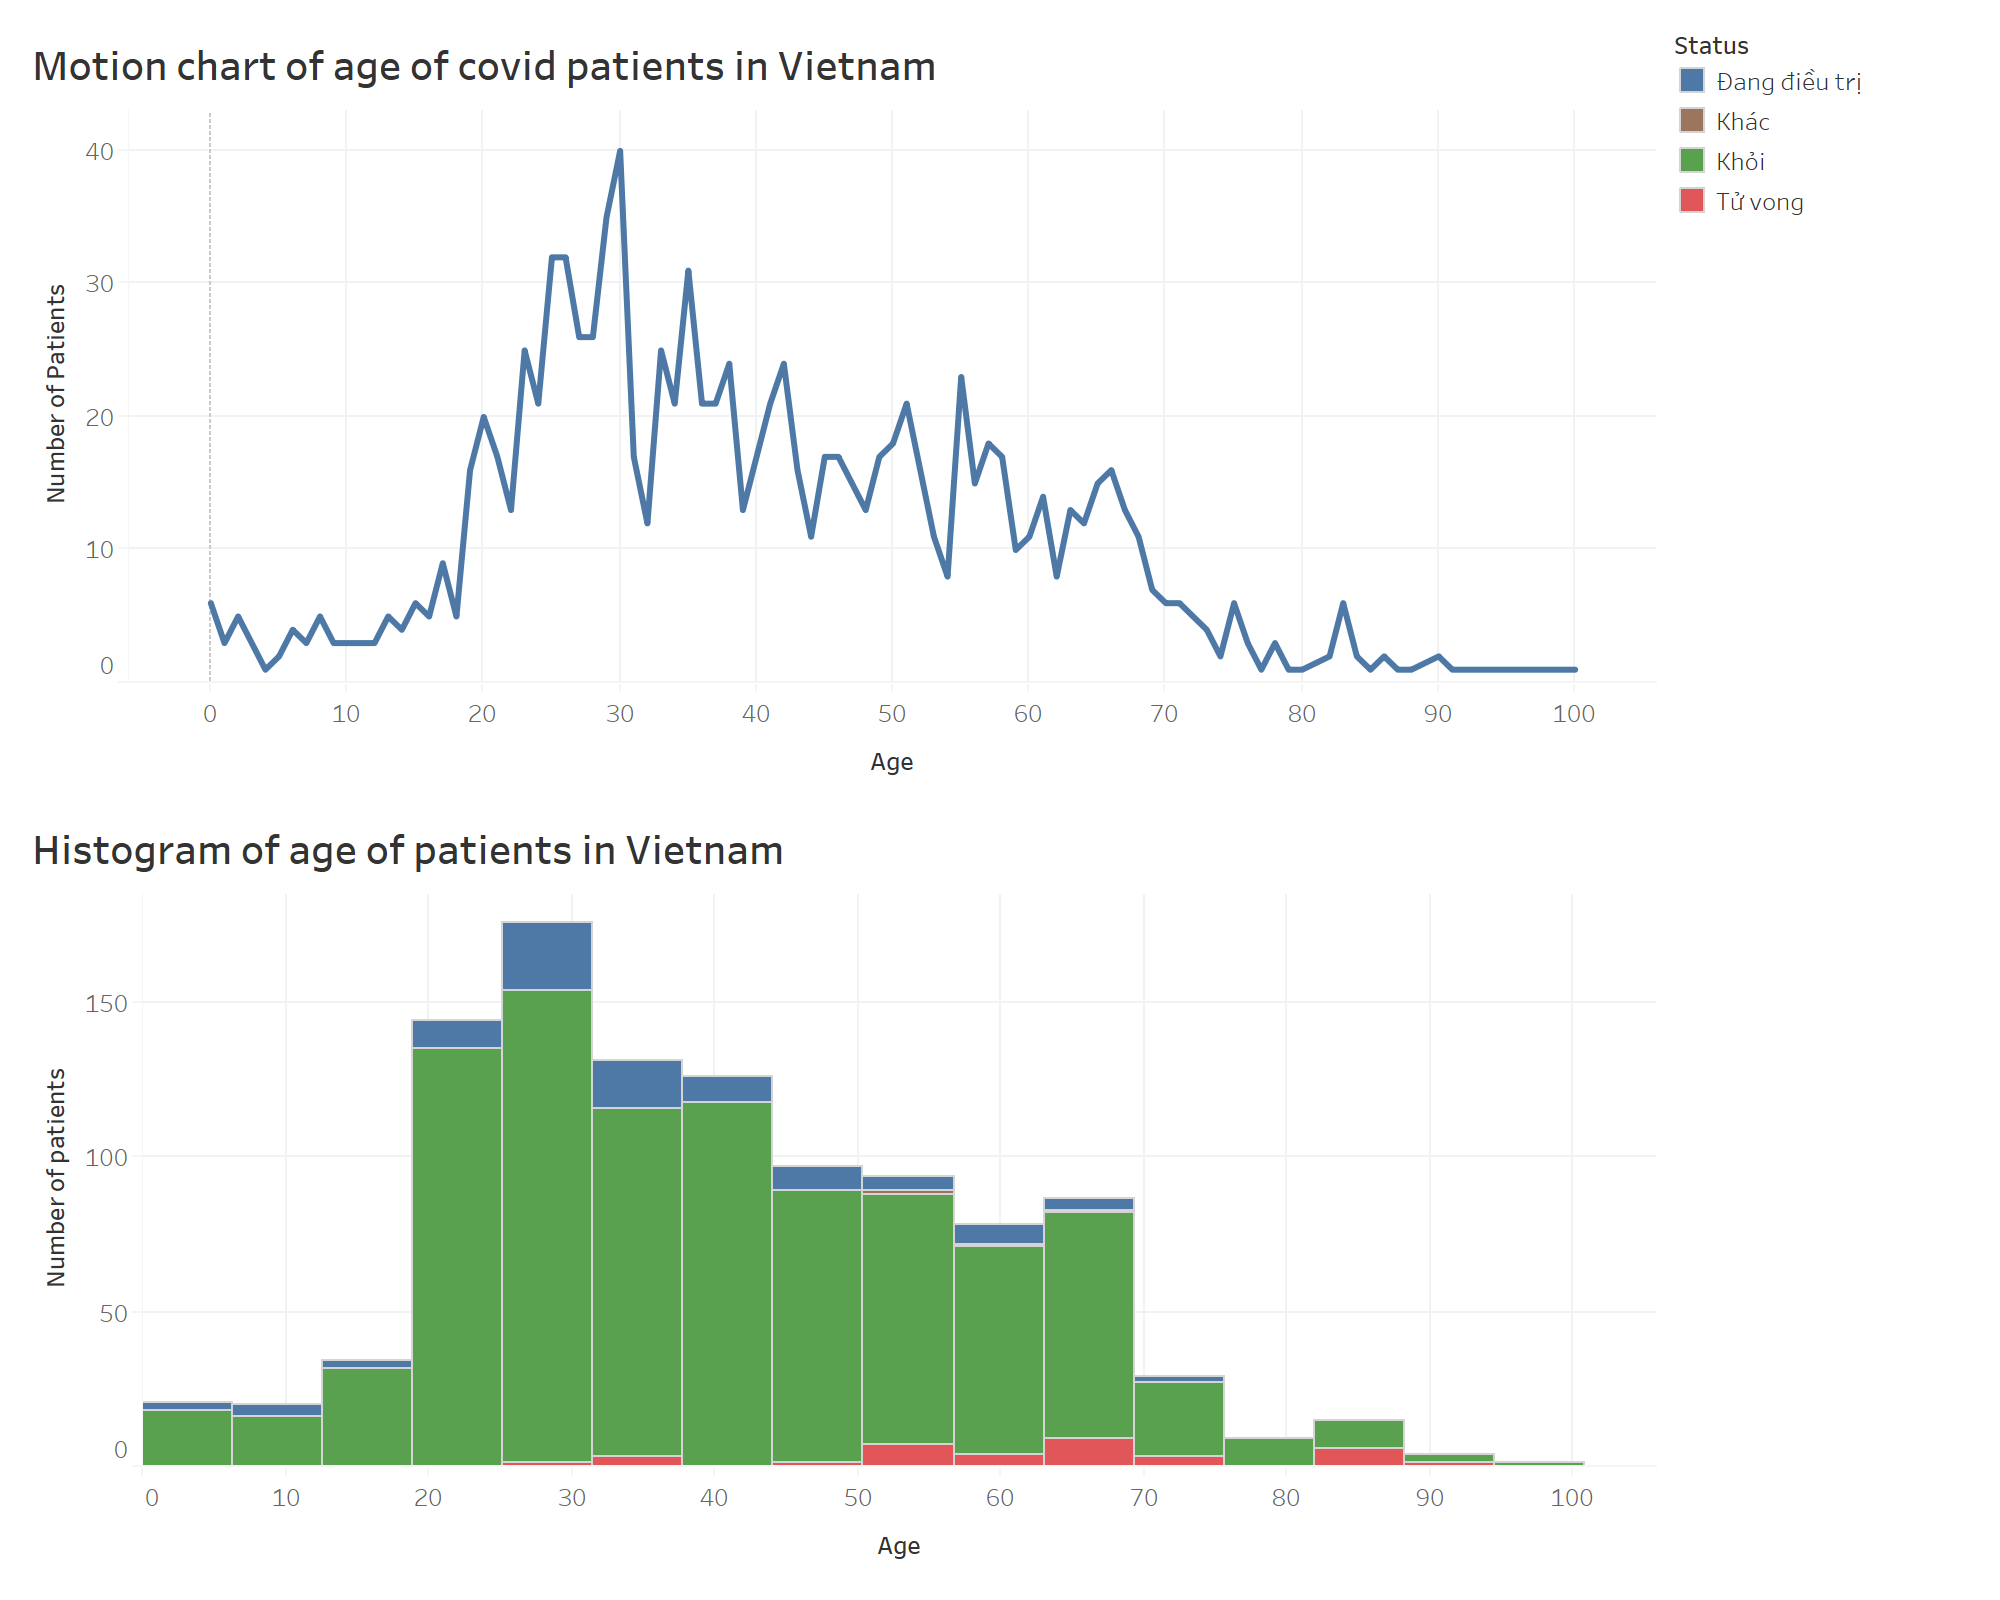 Motion chart of age of covid patients in Vietnam
Status
Đang điều trị
Khác
Khỏi
Tử vong
Number of Patients
40
30
20
10
0
0 10 20 30 40 50 60 70 80 90 100
Age
Histogram of age of patients in Vietnam
Number of patients
150
100
50
0
0 10 20 30 40 50 60 70 80 90 100
Age